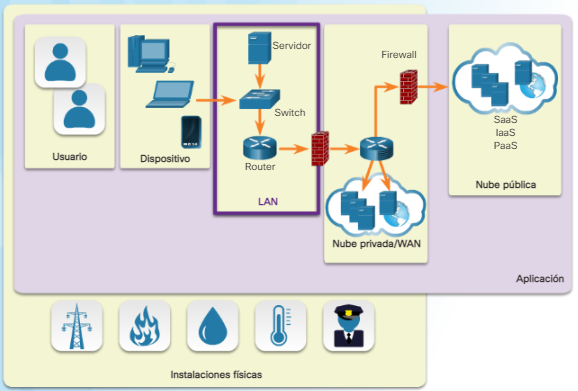 Usuario
Dispositivo
Servidor
Switch
Router
LAN
Firewall
Nube privada/WAN
SaaS
IaaS
PaaS
Nube pública
Aplicación
Instalaciones físicas